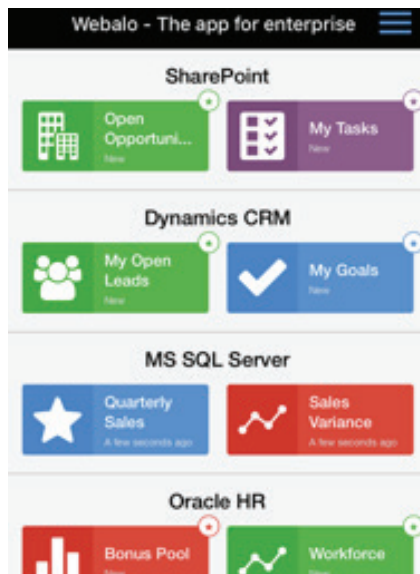 Webalo - The app for enterprise
SharePoint
Open
Opportuni...
New
My Tasks
New
Dynamics CRM
My Open
Leads
New
My Goals
New
MS SQL Server
Quarterly
Sales
A few seconds ago
Sales
Variance
A few seconds ago
Oracle HR
Bonus Pool
New
Workforce
New